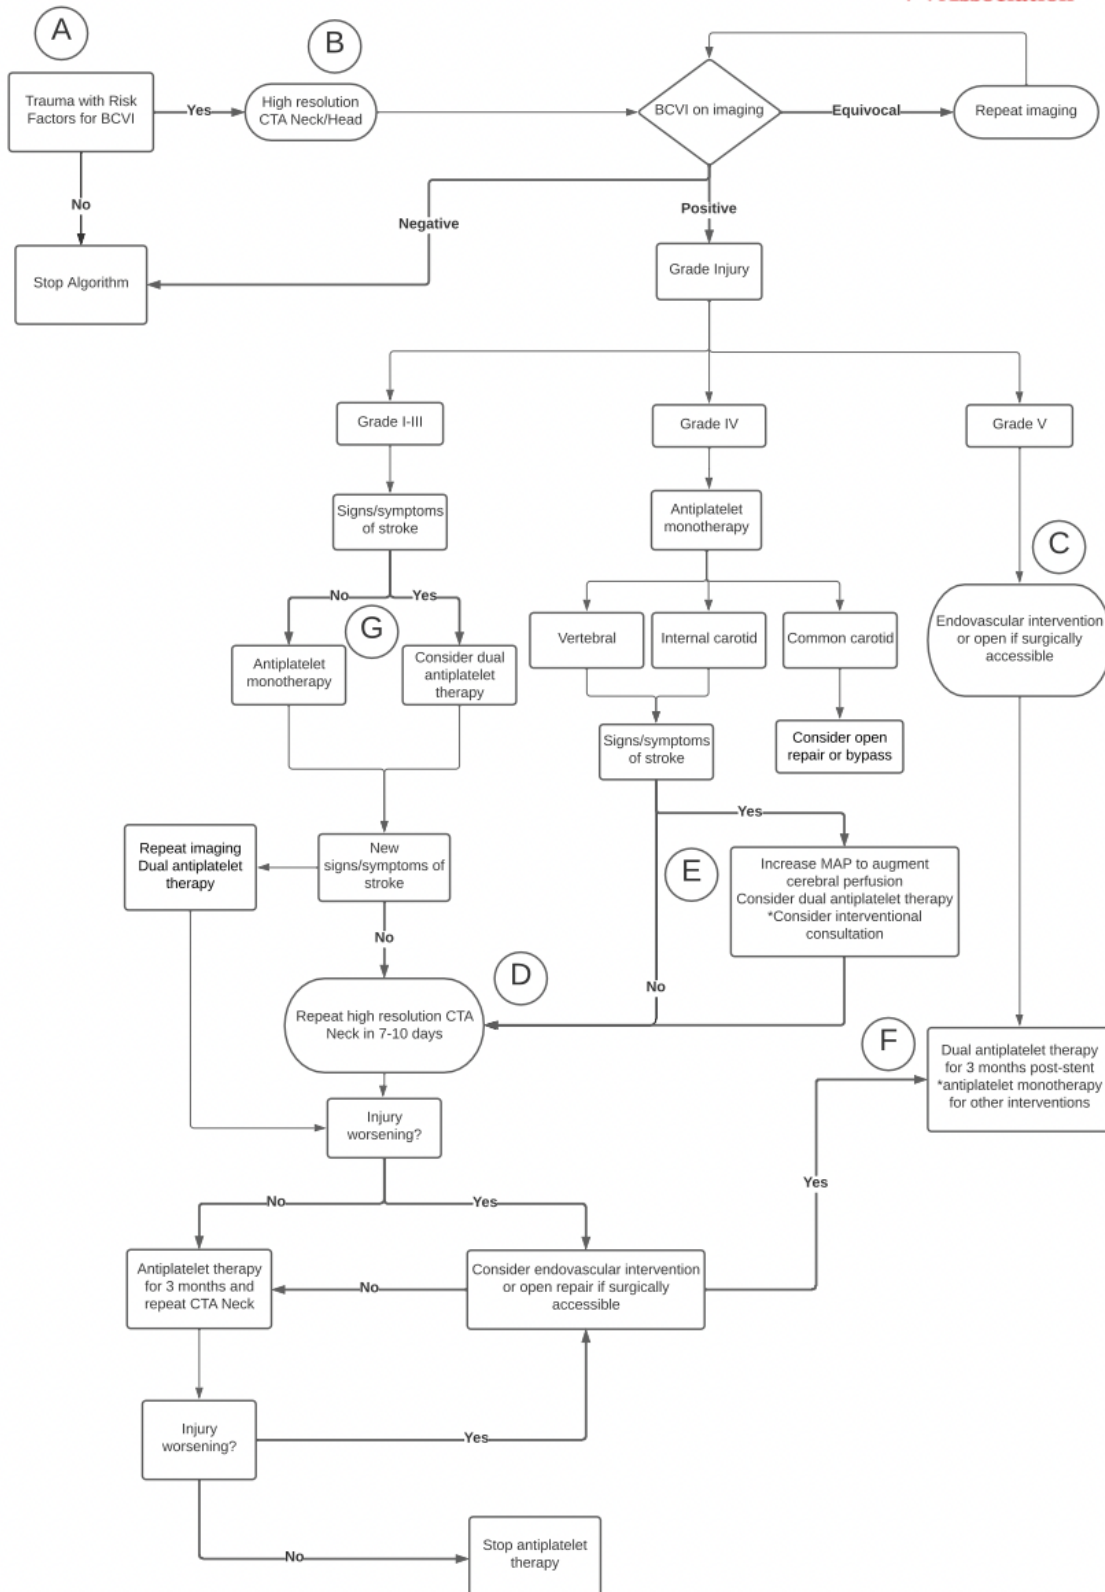 A
B
Trauma with Risk
Factors for BCVI
Yes
High resolution
CTA Neck/Head
BCVI on imaging
Equivocal
Repeat imaging
No
Negative
Positive
Stop Algorithm
Grade Injury
Grade I-III
Grade IV
Grade V
Signs/symptoms
of stroke
Antiplatelet
monotherapy
C
No
Yes
G
Vertebral
Internal carotid
Common carotid
Endovascular intervention
or open if surgically
accessible
Antiplatelet
monotherapy
Consider dual
antiplatelet
therapy
Signs/symptoms
of stroke
Consider open
repair or bypass
Yes
Repeat imaging
Dual antiplatelet
therapy
New
signs/symptoms of
stroke
E
Increase MAP to augment
cerebral perfusion
Consider dual antiplatelet therapy
*Consider interventional
consultation
No
D
No
Repeat high resolution CTA
Neck in 7-10 days
F
Dual antiplatelet therapy
for 3 months post-stent
*antiplatelet monotherapy
for other interventions
Injury
worsening?
Yes
No
Yes
Antiplatelet therapy
for 3 months and
repeat CTA Neck
No
Consider endovascular intervention
or open repair if surgically
accessible
Injury
worsening?
Yes
No
Stop antiplatelet
therapy